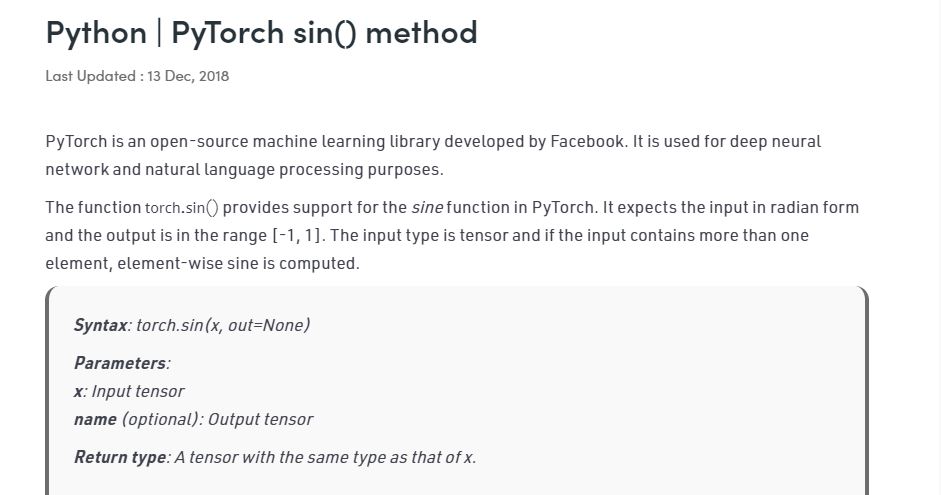 Python | PyTorch sin() method
Last Updated : 13 Dec, 2018
PyTorch is an open-source machine learning library developed by Facebook. It is used for deep neural
network and natural language processing purposes.
The function torch.sin() provides support for the sine function in PyTorch. It expects the input in radian form
and the output is in the range [-1, 1]. The input type is tensor and if the input contains more than one
element, element-wise sine is computed.
Syntax: torch.sin(x, out=None)
Parameters:
x: Input tensor
name (optional): Output tensor
Return type: A tensor with the same type as that of x.